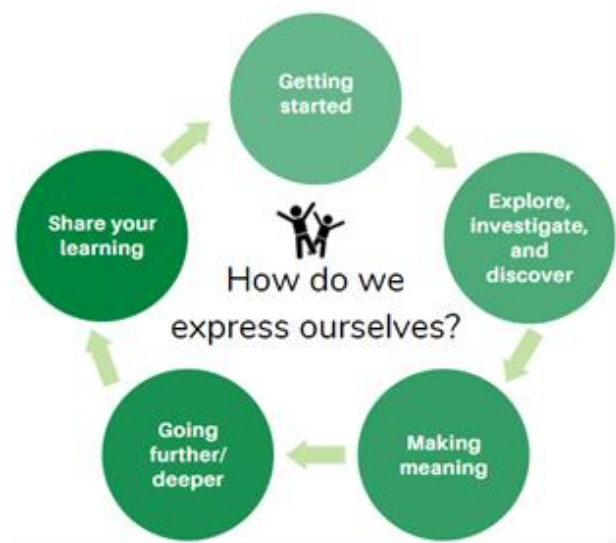 Getting
started
Explore,
investigate,
and
discover
Making
meaning
Going
further/
deeper
Share your
learning
How do we
express ourselves?